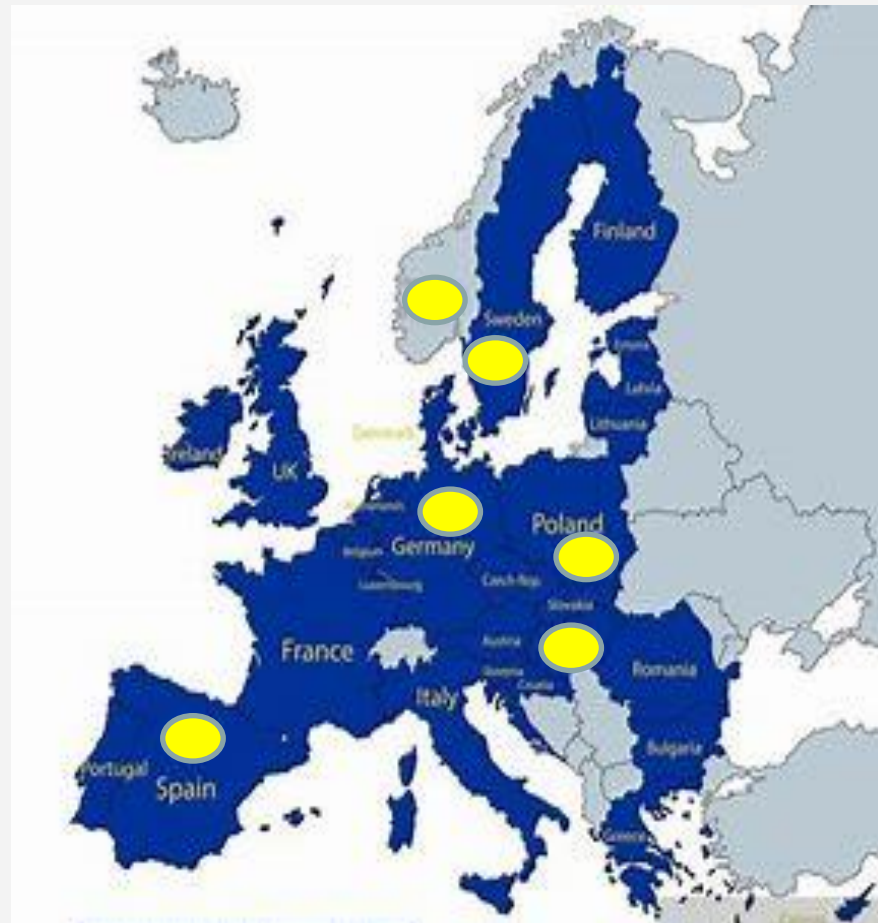 Finland
Sweden
Estonia
Latvia
Lithuania
Denmark
Ireland
UK
Poland
Germany
Belgium
Luxembourg
Czech Rep.
Slovakia
France
Austria
Romania
Slovenia
Croatia
Italy
Bulgaria
Portugal
Spain
Greece